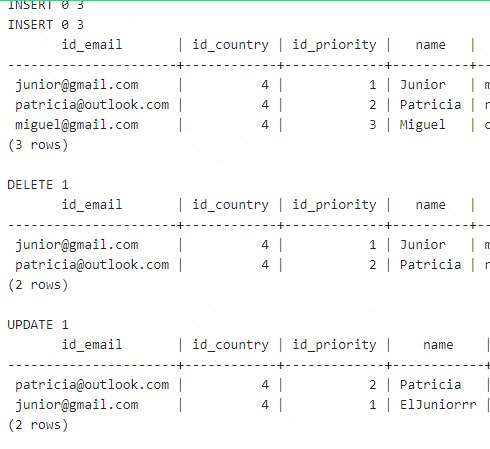 INSERT 0 3
INSERT 0 3
        id_email        | id_country | id_priority |   name   |
------------------------+------------+-------------+----------+-
 junior@gmail.com       |          4 |           1 | Junior   | m
 patricia@outlook.com |          4 |           2 | Patricia |
 miguel@gmail.com       |          4 |           3 | Miguel   |
(3 rows)
DELETE 1
        id_email        | id_country | id_priority |   name   |
------------------------+------------+-------------+----------+-
 junior@gmail.com       |          4 |           1 | Junior   | m
 patricia@outlook.com |          4 |           2 | Patricia |
(2 rows)
UPDATE 1
        id_email        | id_country | id_priority |    name    |
------------------------+------------+-------------+------------+
 patricia@outlook.com |          4 |           2 | Patricia   |
 junior@gmail.com       |          4 |           1 | ElJuniorrr |
(2 rows)